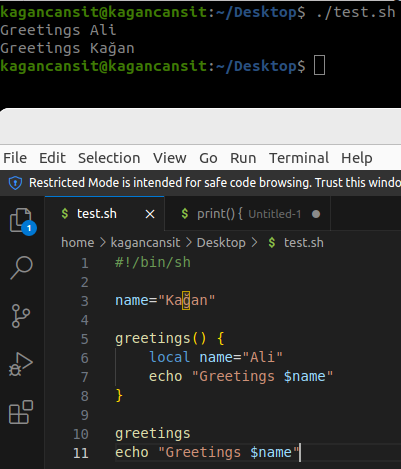 kagancansit@kagancansit:~/Desktop$ ./test.sh
Greetings Ali
Greetings Kağan
kagancansit@kagancansit:~/Desktop$
File Edit Selection View Go Run Terminal Help
Restricted Mode is intended for safe code browsing. Trust this windo
1
$ test.sh × $ print() { Untitled-1
home > kagancansit > Desktop > $ test.sh
1 #!/bin/sh
2
3 name="Kağan"
4
5 greetings() {
6 local name="Ali"
7 echo "Greetings $name"
8 }
9
10 greetings
11 echo "Greetings $name"